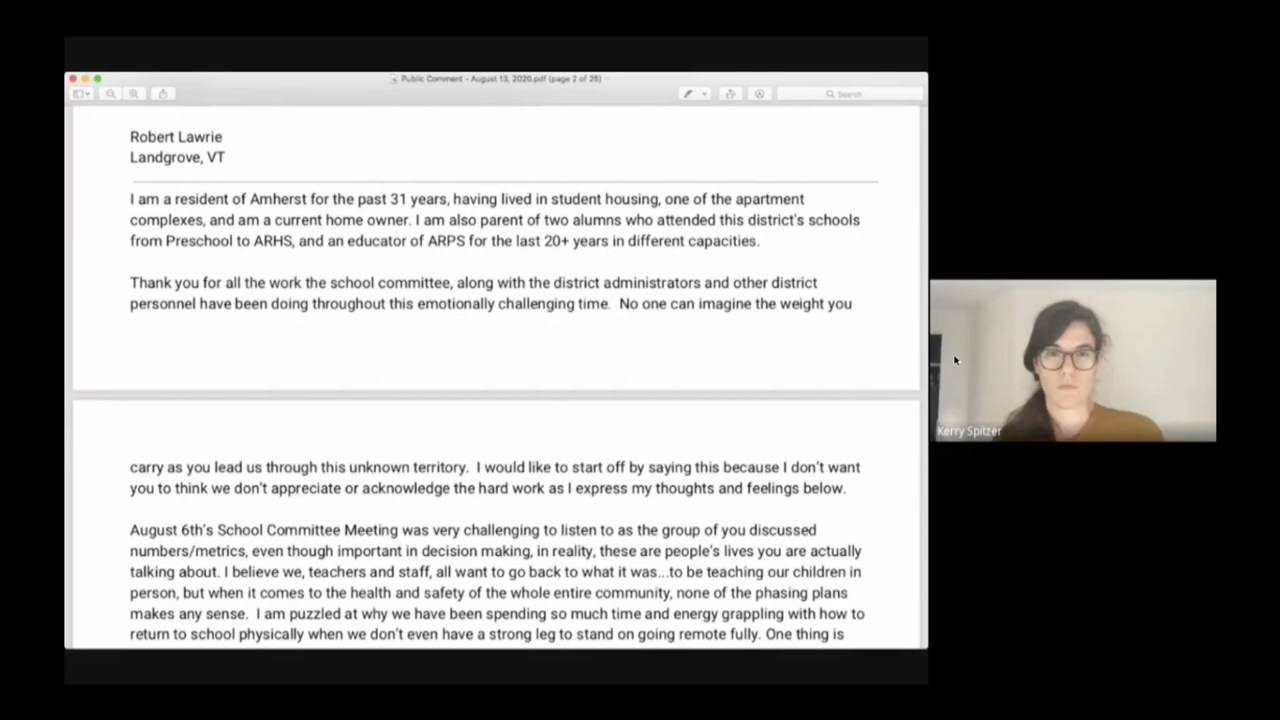 Public Comment - August 13, 2020.pdf (page 2 of 25)
Search
Robert Lawrie
Landgrove, VT
I am a resident of Amherst for the past 31 years, having lived in student housing, one of the apartment
complexes, and am a current home owner. I am also parent of two alumns who attended this district's schools
from Preschool to ARHS, and an educator of ARPS for the last 20+ years in different capacities.
Thank you for all the work the school committee, along with the district administrators and other district
personnel have been doing throughout this emotionally challenging time.  No one can imagine the weight you
carry as you lead us through this unknown territory.  I would like to start off by saying this because I don't want
you to think we don't appreciate or acknowledge the hard work as I express my thoughts and feelings below.
August 6th's School Committee Meeting was very challenging to listen to as the group of you discussed
numbers/metrics, even though important in decision making, in reality, these are people's lives you are actually
talking about. I believe we, teachers and staff, all want to go back to what it was...to be teaching our children in
person, but when it comes to the health and safety of the whole entire community, none of the phasing plans
makes any sense.  I am puzzled at why we have been spending so much time and energy grappling with how to
return to school physically when we don't even have a strong leg to stand on going remote fully. One thing is
Kerry Spitzer